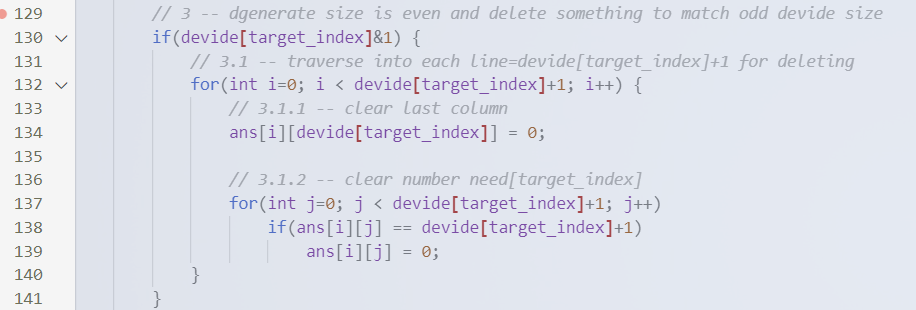 129 // 3 -- dgenerate size is even and delete something to match odd devide size
130 if(devide[target_index]&1) {
131 // 3.1 -- traverse into each line=devide[target_index]+1 for deleting
132 for(int i=0; i < devide[target_index]+1; i++) {
133 // 3.1.1 -- clear last column
134 ans[i][devide[target_index]] = 0;
135
136 // 3.1.2 -- clear number need[target_index]
137 for(int j=0; j < devide[target_index]+1; j++)
138 if(ans[i][j] == devide[target_index]+1)
139 ans[i][j] = 0;
140 }
141 }